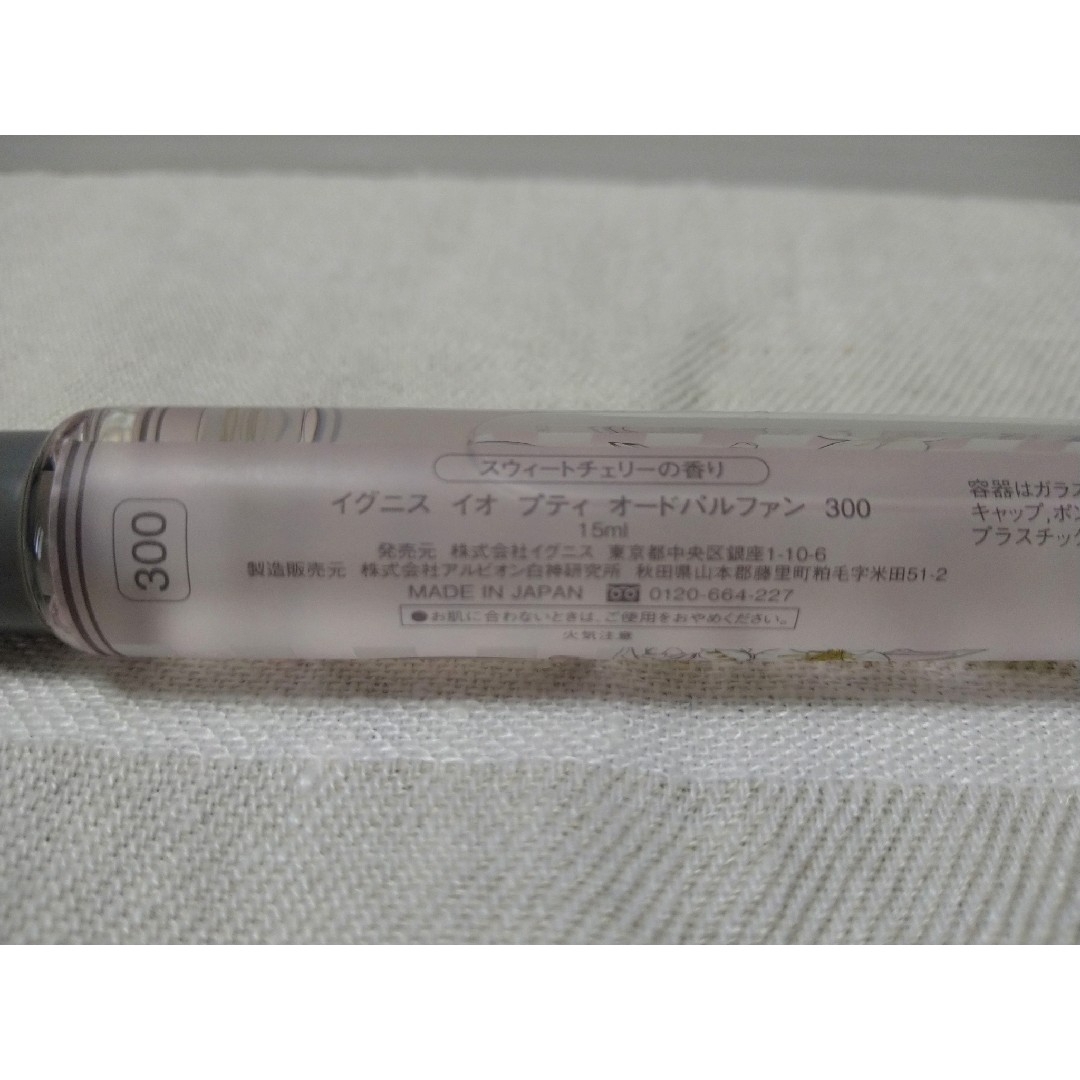 スウィートチェリーの香り
イグニス イオ プティ オードパルファン 300
15ml
発売元 株式会社イグニス 東京都中央区銀座1-10-6
製造販売元 株式会社アルビオン白神研究所 秋田県山本郡藤里町粕毛字米田51-2
MADE IN JAPAN 0120-664-227
●お肌に合わないときは、ご使用をおやめください。
火気注意
300
容器はガラス
キャップ,ポン
プラスチック